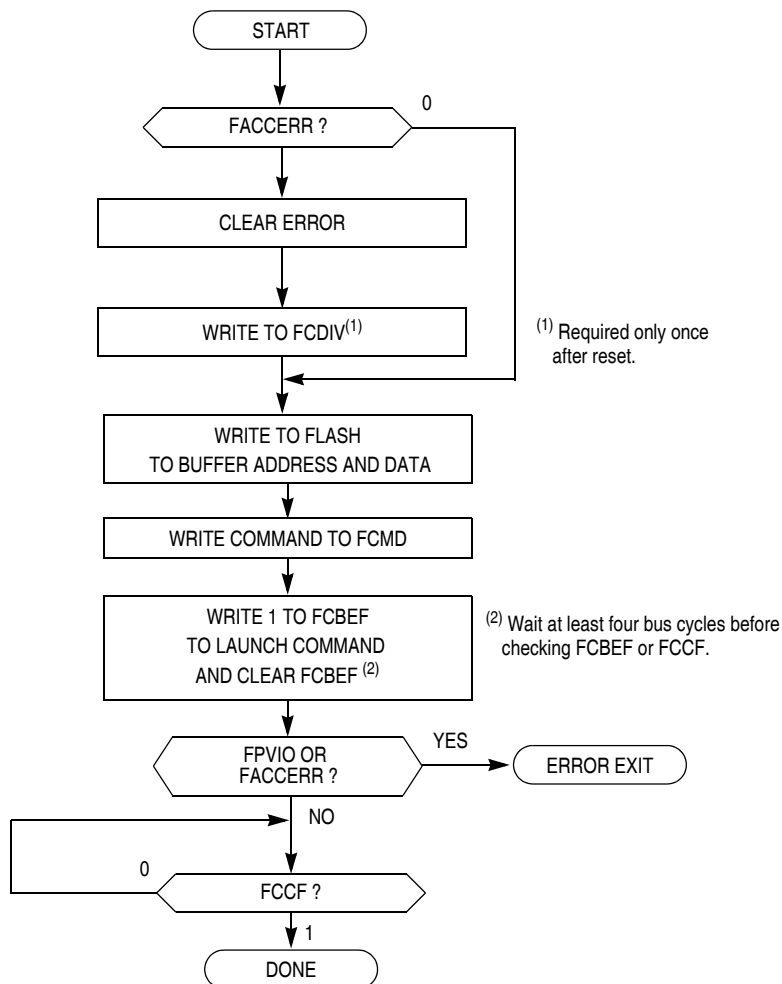 START
0
FACCERR ?
CLEAR ERROR
WRITE TO FCDIV(1)
(1) Required only once
after reset.
WRITE TO FLASH
TO BUFFER ADDRESS AND DATA
WRITE COMMAND TO FCMD
WRITE 1 TO FCBEF
TO LAUNCH COMMAND
AND CLEAR FCBEF (2)
(2) Wait at least four bus cycles before
checking FCBEF or FCCF.
FPVIO OR
FACCERR ?
YES
ERROR EXIT
NO
0
FCCF ?
1
DONE